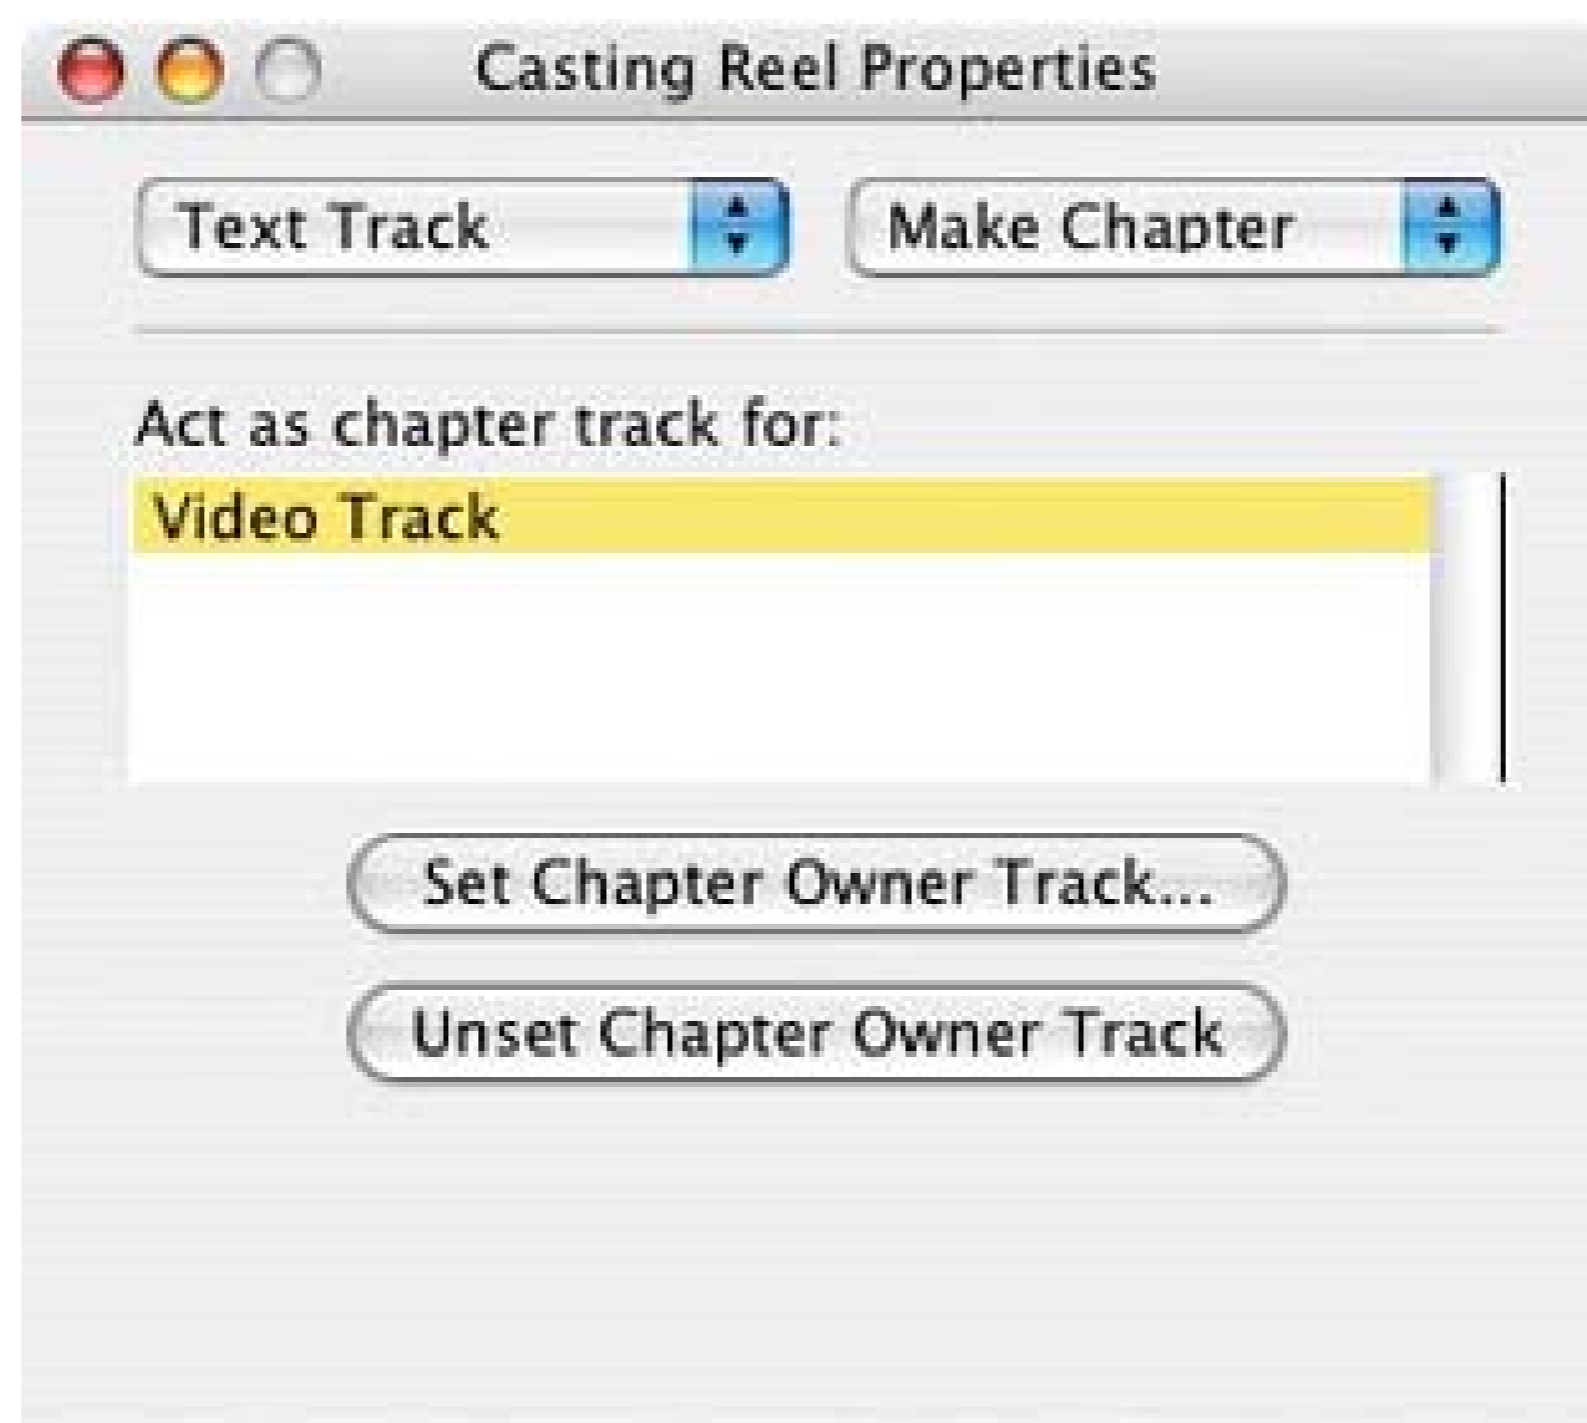 Casting Reel Properties
Text Track Make Chapter
Act as chapter track for:
Video Track
Set Chapter Owner Track...
Unset Chapter Owner Track